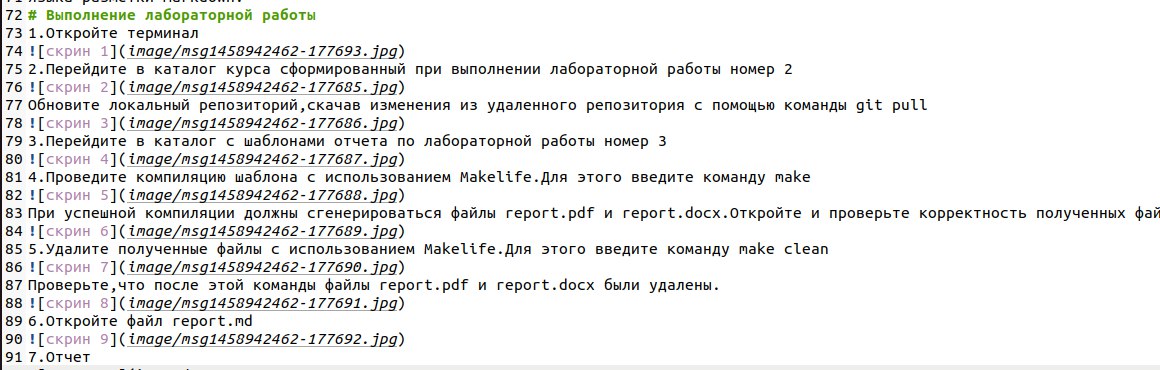 72 # Выполнение лабораторной работы
73 1.Откройте терминал
74 ![скрин 1](image/msg1458942462-177693.jpg)
75 2.Перейдите в каталог курса сформированный при выполнении лабораторной работы номер 2
76 ![скрин 2](image/msg1458942462-177685.jpg)
77 Обновите локальный репозиторий,скачав изменения из удаленного репозитория с помощью команды git pull
78 ![скрин 3](image/msg1458942462-177686.jpg)
79 3.Перейдите в каталог с шаблонами отчета по лабораторной работы номер 3
80 ![скрин 4](image/msg1458942462-177687.jpg)
81 4.Проведите компиляцию шаблона с использованием Makelife.Для этого введите команду make
82 ![скрин 5](image/msg1458942462-177688.jpg)
83 При успешной компиляции должны сгенерироваться файлы report.pdf и report.docx.Откройте и проверьте корректность полученных фай
84 ![скрин 6](image/msg1458942462-177689.jpg)
85 5.Удалите полученные файлы с использованием Makelife.Для этого введите команду make clean
86 ![скрин 7](image/msg1458942462-177690.jpg)
87 Проверьте,что после этой команды файлы report.pdf и report.docx были удалены.
88 ![скрин 8](image/msg1458942462-177691.jpg)
89 6.Откройте файл report.md
90 ![скрин 9](image/msg1458942462-177692.jpg)
91 7.Отчет